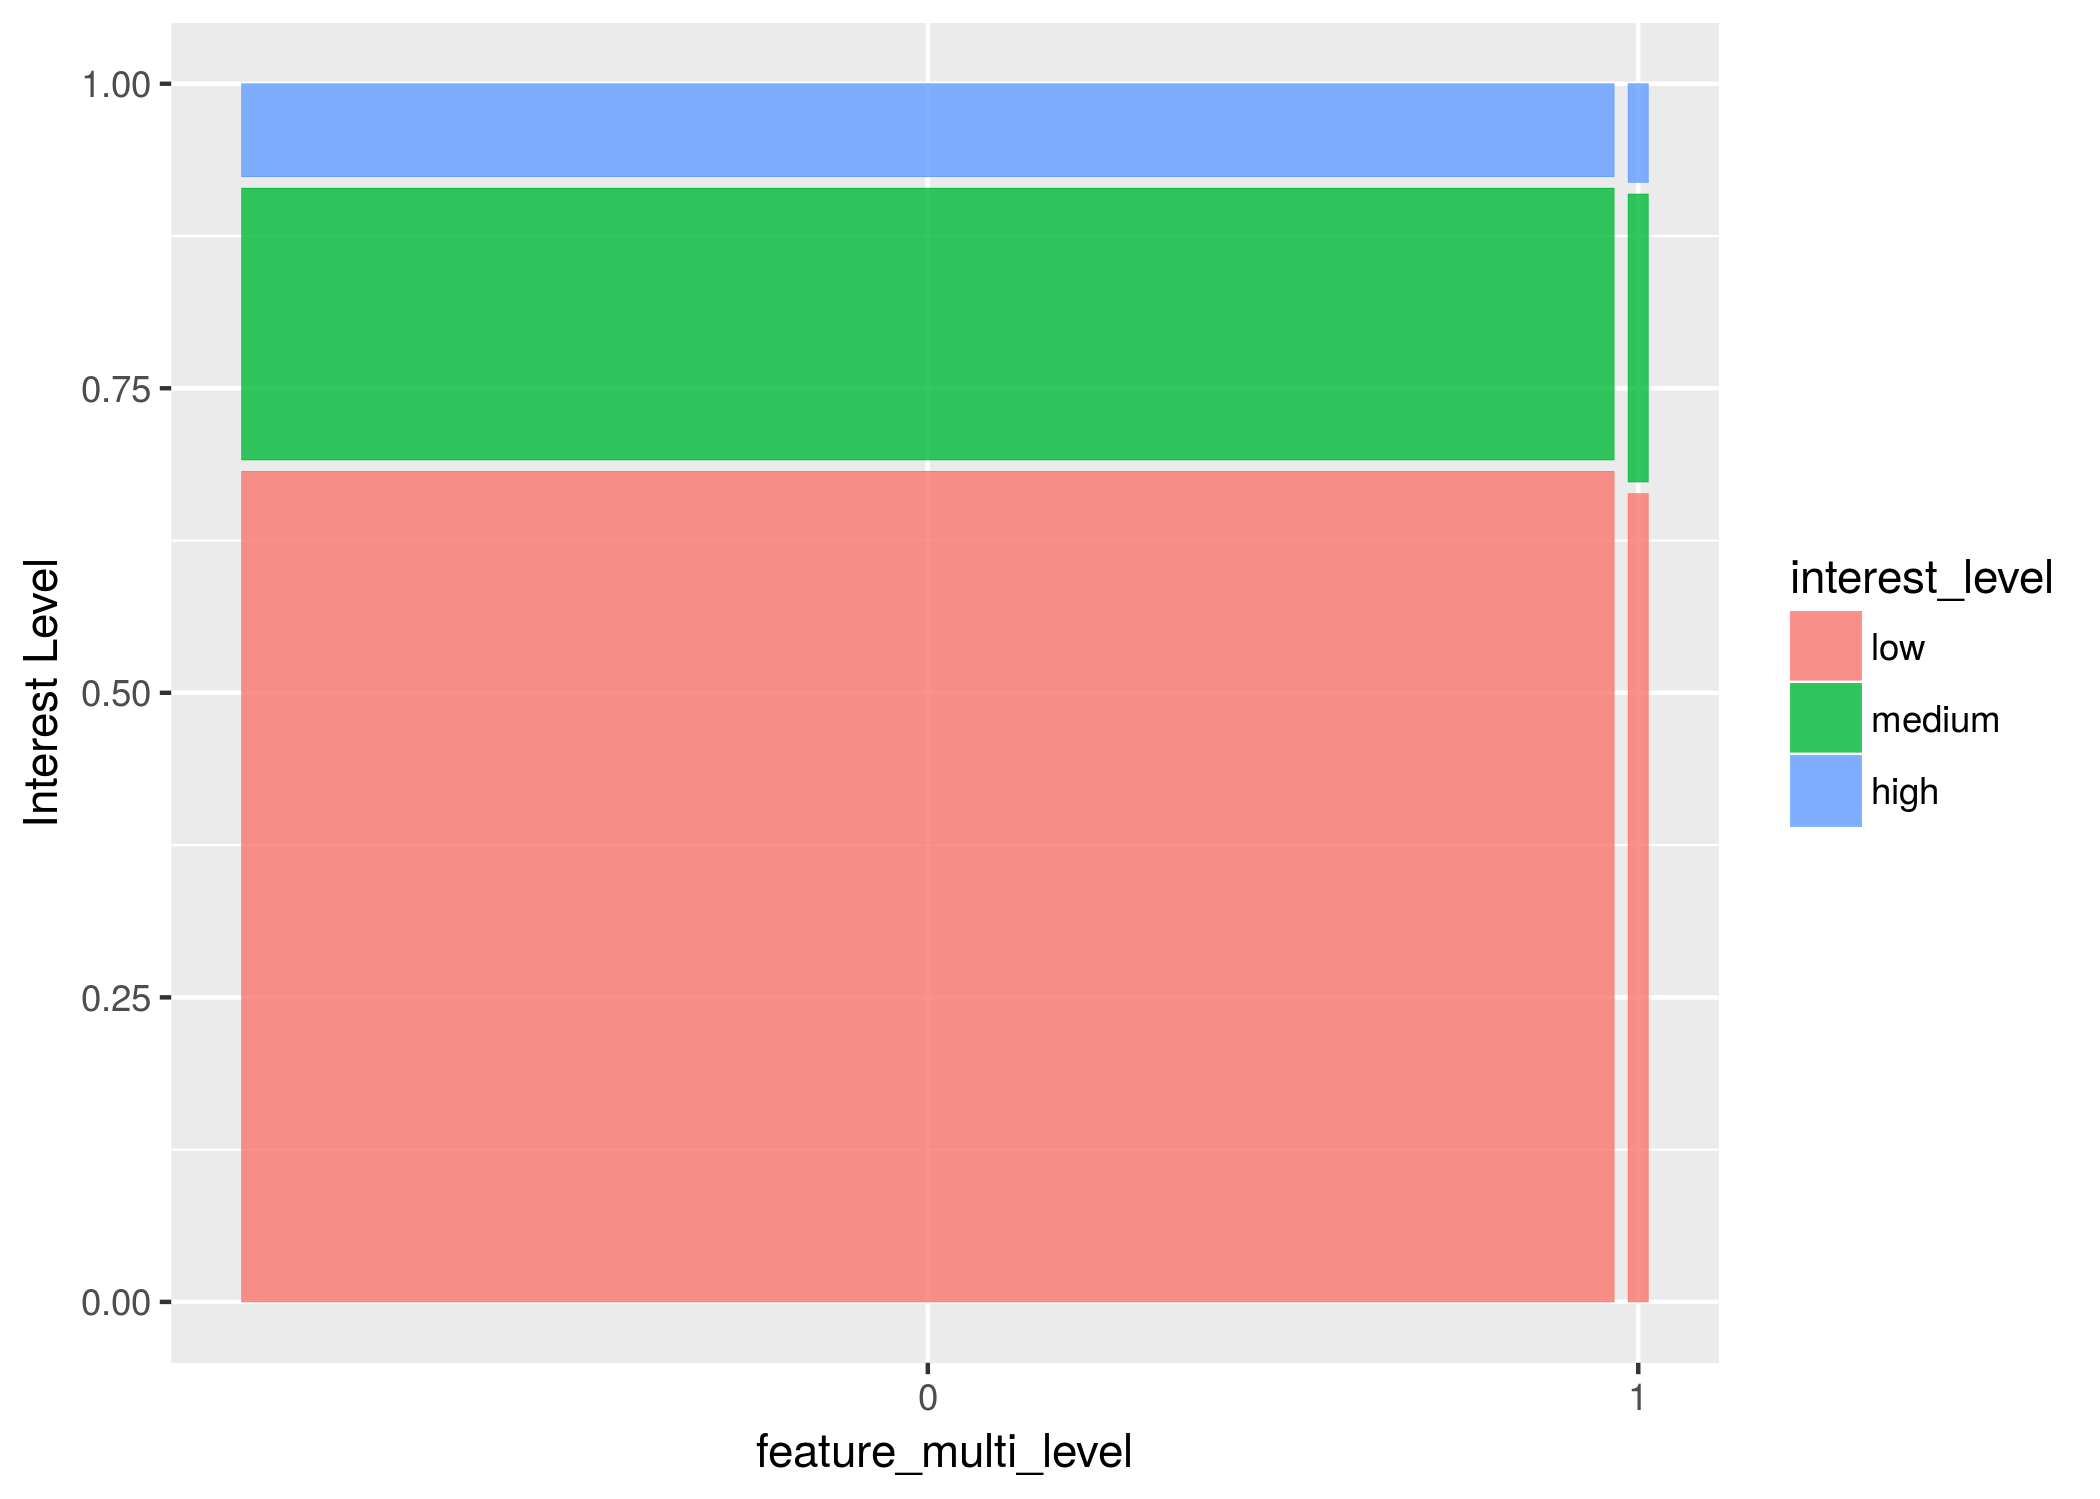 1.00
0.75
0.50
0.25
0.00
Interest Level
0
1
feature_multi_level
interest_level
low
medium
high